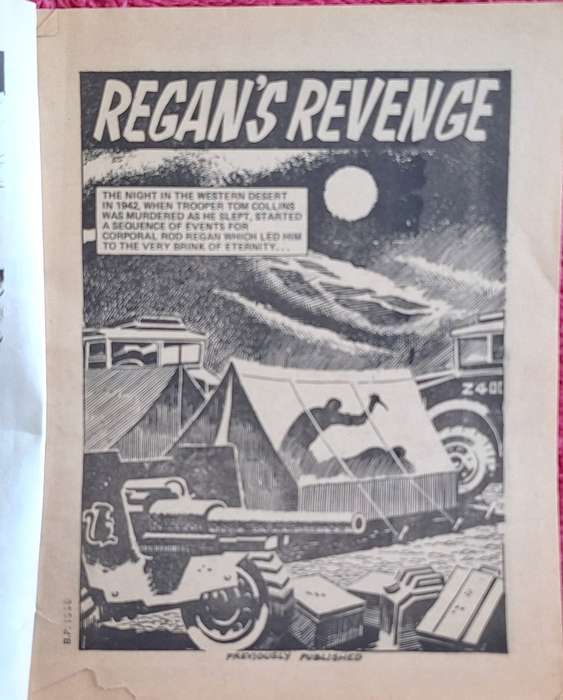 REGAN'S REVENGE
THE NIGHT IN THE WESTERN DESERT
IN 1942, WHEN TROOPER TOM COLLINS
WAS MURDERED AS HE SLEPT, STARTED
A SEQUENCE OF EVENTS FOR
CORPORAL ROD REGAN WHICH LED HIM
TO THE VERY BRINK OF ETERNITY...
PREVIOUSLY PUBLISHED